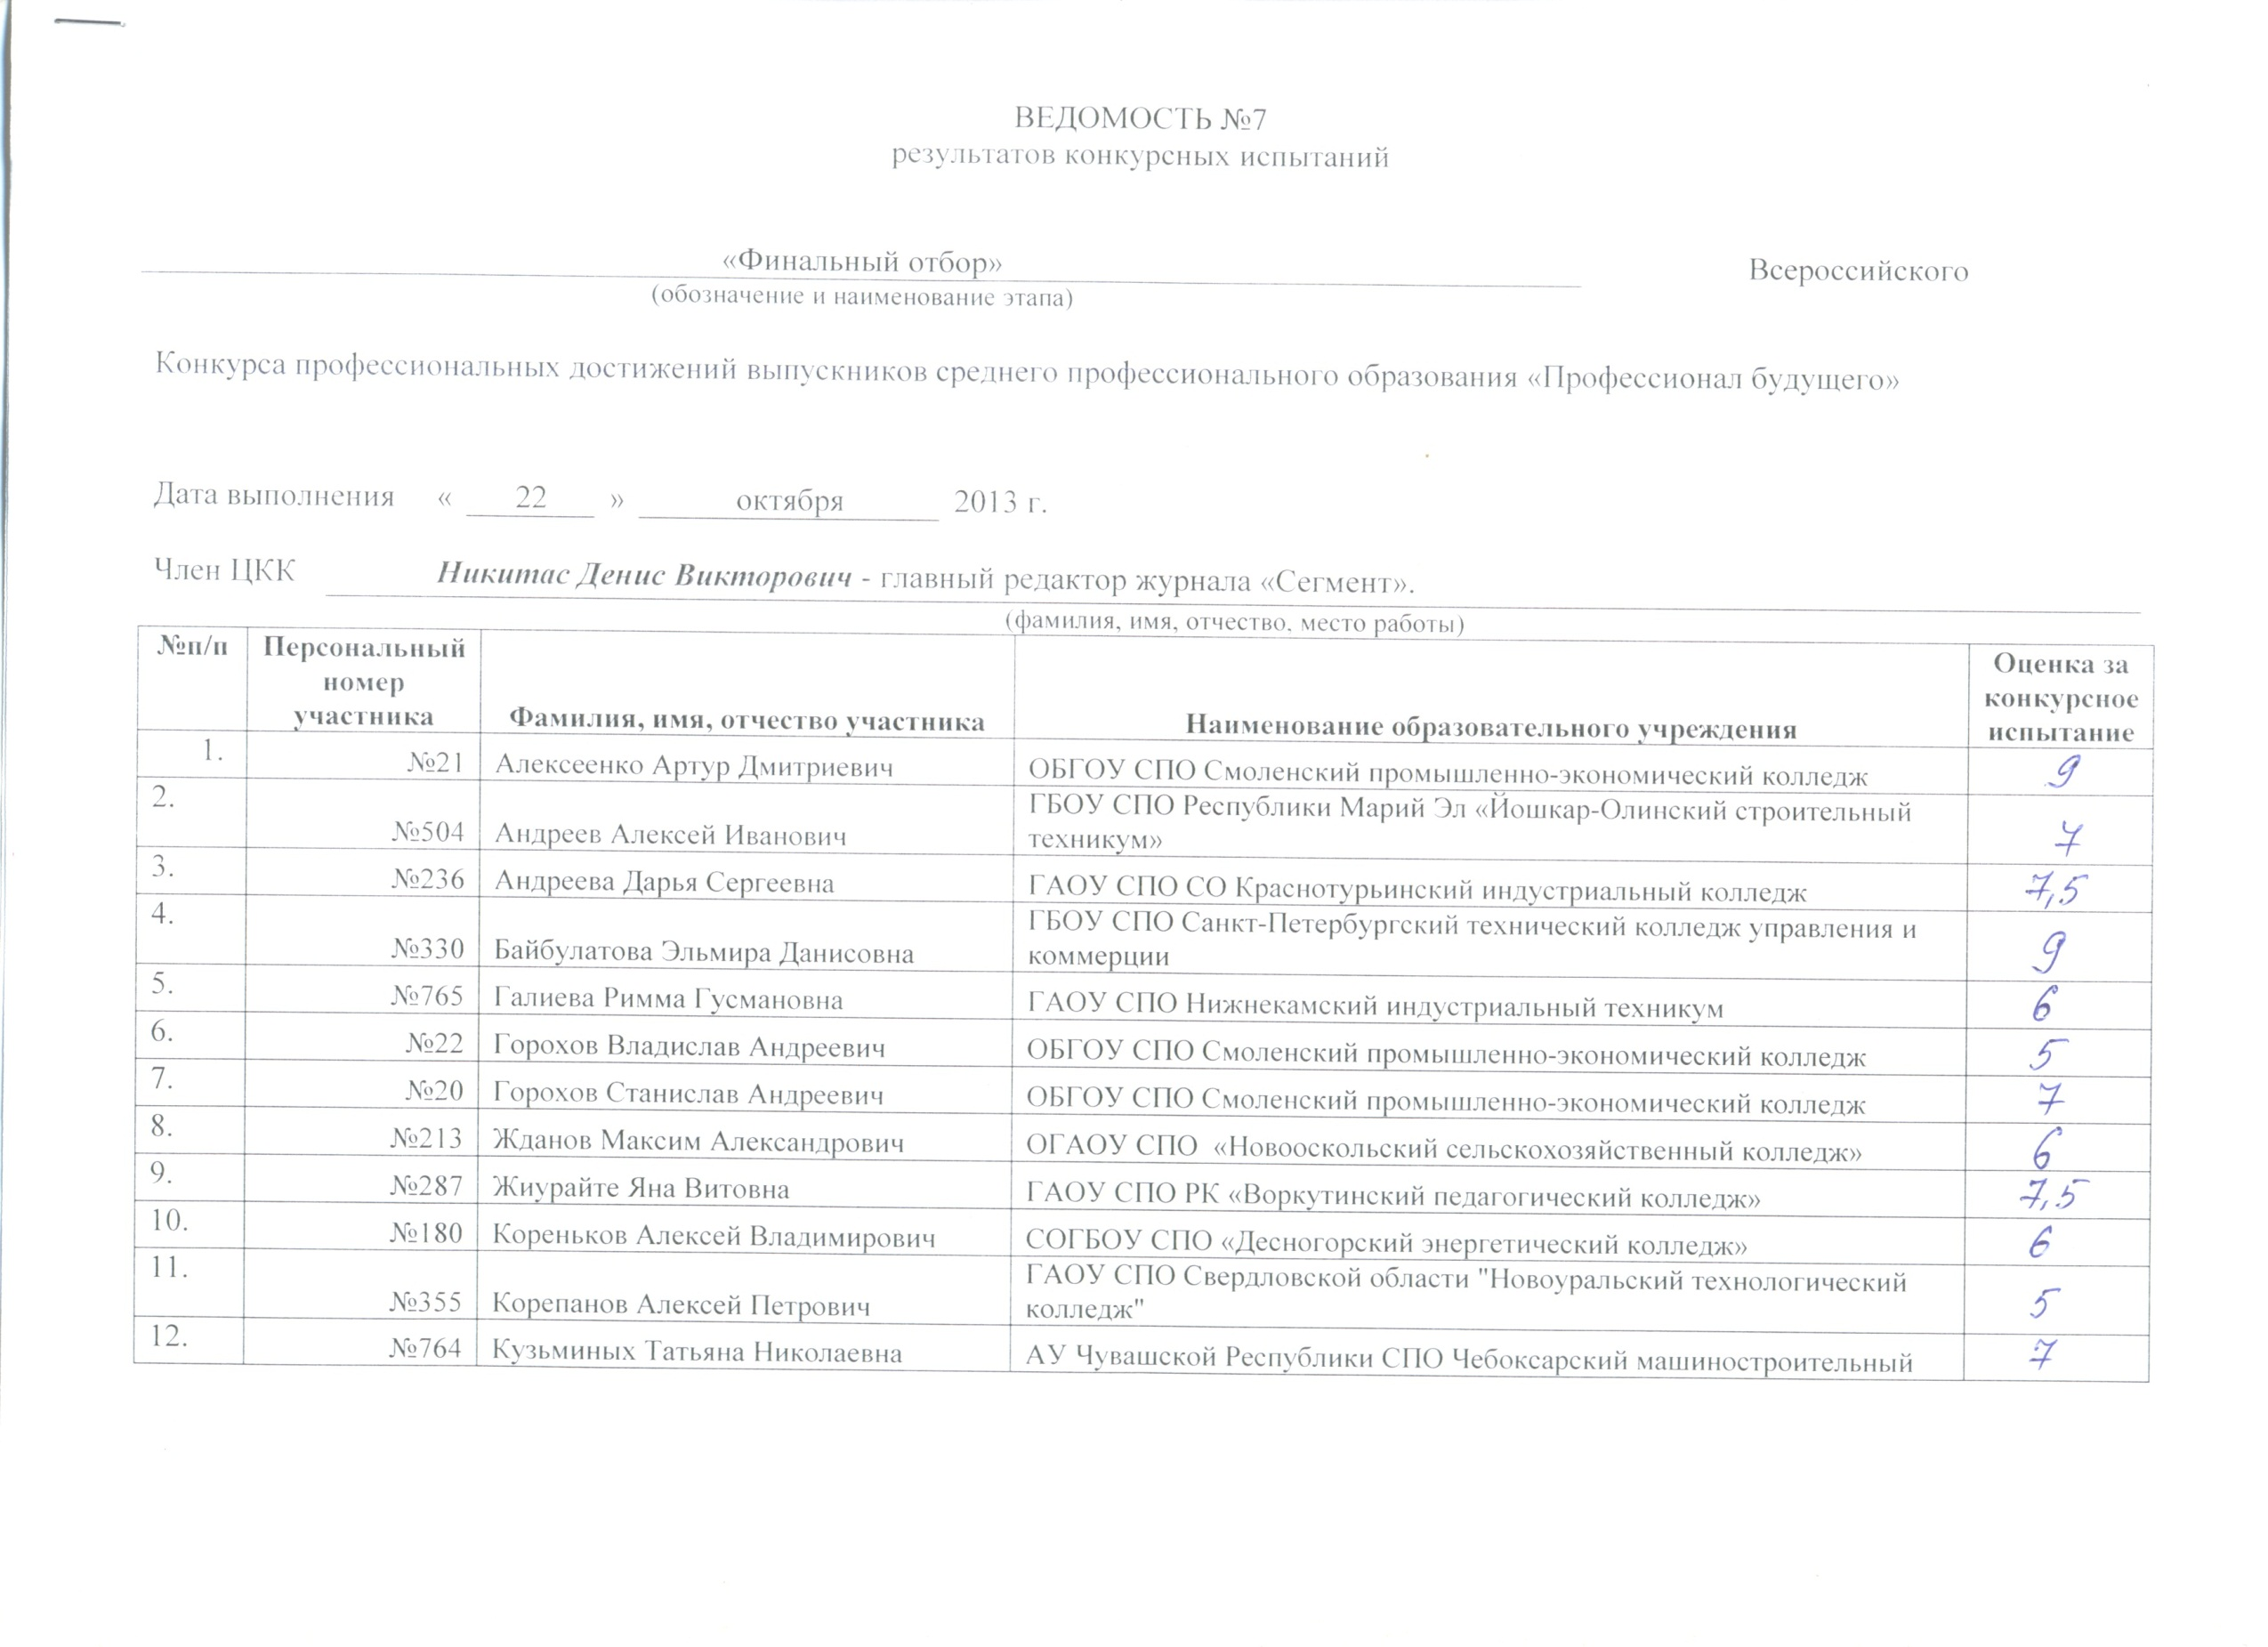 ВЕДОМОСТЬ №7
результатов конкурсных испытаний
«Финальный отбор» Всероссийского
(обозначение и наименование этапа)
Конкурса профессиональных достижений выпускников среднего профессионального образования «Профессионал будущего»
Дата выполнения « 22 » октября 2013 г.
Член ЦКК Никитас Денис Викторович - главный редактор журнала «Сегмент».
(фамилия, имя, отчество, место работы)
№п/п Персональный номер участника Фамилия, имя, отчество участника Наименование образовательного учреждения Оценка за конкурсное испытание
1. №21 Алексеенко Артур Дмитриевич ОБГОУ СПО Смоленский промышленно-экономический колледж 9
2. №504 Андреев Алексей Иванович ГБОУ СПО Республики Марий Эл «Йошкар-Олинский строительный
техникум» 7
3. №236 Андреева Дарья Сергеевна ГАОУ СПО СО Краснотурьинский индустриальный колледж 7,5
4. №330 Байбулатова Эльмира Данисовна ГБОУ СПО Санкт-Петербургский технический колледж управления и
коммерции 9
5. №765 Галиева Римма Гусмановна ГАОУ СПО Нижнекамский индустриальный техникум 6
6. №22 Горохов Владислав Андреевич ОБГОУ СПО Смоленский промышленно-экономический колледж 5
7. №20 Горохов Станислав Андреевич ОБГОУ СПО Смоленский промышленно-экономический колледж 7
8. №213 Жданов Максим Александрович ОГАОУ СПО «Новооскольский сельскохозяйственный колледж» 6
9. №287 Жиурайте Яна Витовна ГАОУ СПО РК «Воркутинский педагогический колледж» 7,5
10. №180 Кореньков Алексей Владимирович СОГБОУ СПО «Десногорский энергетический колледж» 6
11. №355 Корепанов Алексей Петрович ГАОУ СПО Свердловской области "Новоуральский технологический
колледж" 5
12. №764 Кузьминых Татьяна Николаевна АУ Чувашской Республики СПО Чебоксарский машиностроительный 7